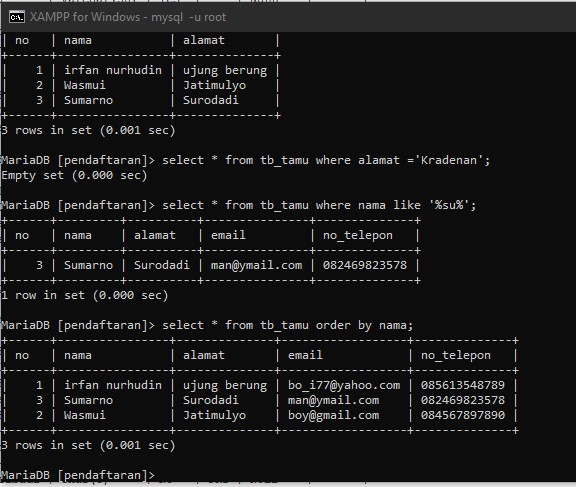 XAMPP for Windows - mysql  -u root
| no   | nama           | alamat       |
+------+----------------+--------------+
|    1 | irfan nurhudin | ujung berung |
|    2 | Wasmui         | Jatimulyo    |
|    3 | Sumarno        | Surodadi     |
+------+----------------+--------------+
3 rows in set (0.001 sec)
MariaDB [pendaftaran]> select * from tb_tamu where alamat ='Kradenan';
Empty set (0.000 sec)
MariaDB [pendaftaran]> select * from tb_tamu where nama like '%su%';
+------+---------+----------+---------------+--------------+
| no   | nama    | alamat   | email         | no_telepon   |
+------+---------+----------+---------------+--------------+
|    3 | Sumarno | Surodadi | man@ymail.com | 082469823578 |
+------+---------+----------+---------------+--------------+
1 row in set (0.000 sec)
MariaDB [pendaftaran]> select * from tb_tamu order by nama;
+------+----------------+--------------+------------------+--------------+
| no   | nama           | alamat       | email            | no_telepon   |
+------+----------------+--------------+------------------+--------------+
|    1 | irfan nurhudin | ujung berung | bo_i77@yahoo.com | 085613548789 |
|    3 | Sumarno        | Surodadi     | man@ymail.com    | 082469823578 |
|    2 | Wasmui         | Jatimulyo    | boy@gmail.com    | 084567897890 |
+------+----------------+--------------+------------------+--------------+
3 rows in set (0.001 sec)
MariaDB [pendaftaran]>